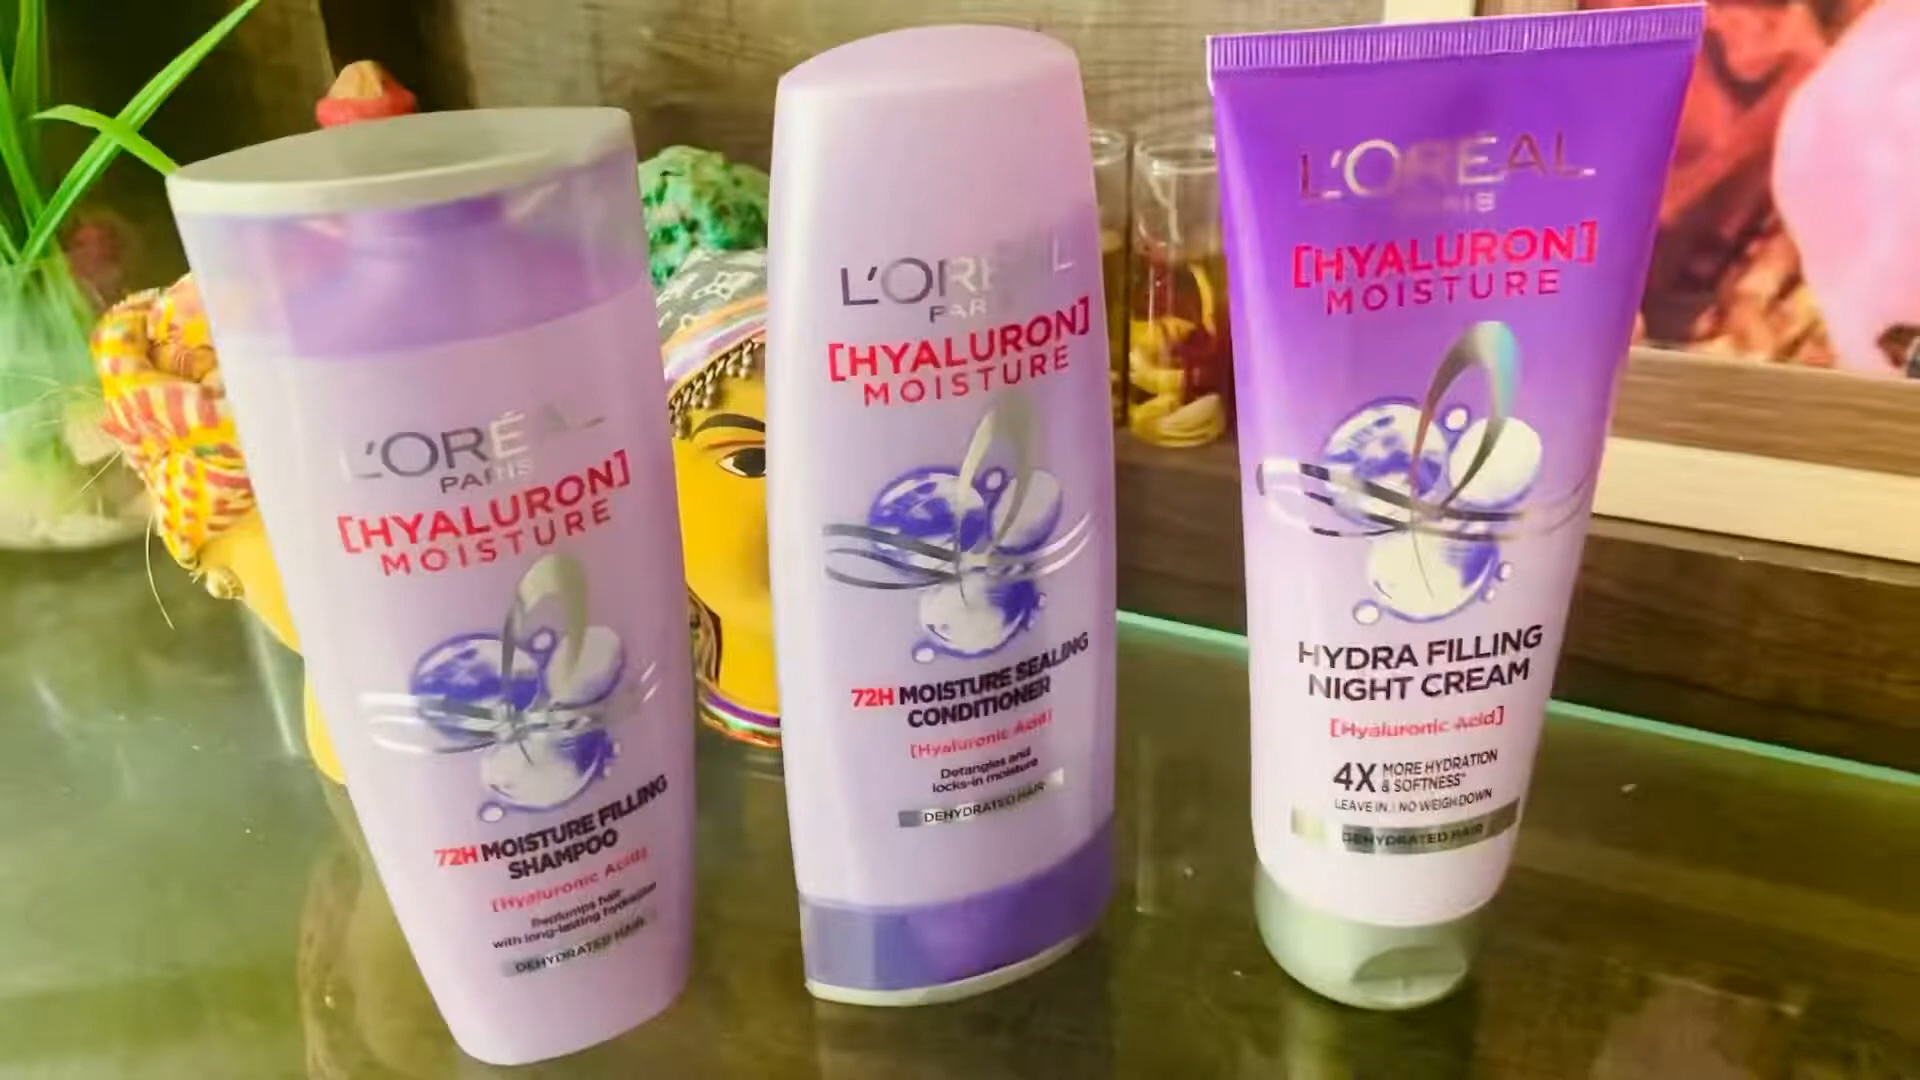 L'ORÉAL
PARIS
[HYALURON]
MOISTURE
72H MOISTURE FILLING
SHAMPOO
[Hyaluronic Acid]
Replumps hair
with long-lasting hydration
DEHYDRATED HAIR
L'ORÉAL
PARIS
[HYALURON]
MOISTURE
72H MOISTURE SEALING
CONDITIONER
[Hyaluronic Acid]
Detangles and
locks-in moisture
DEHYDRATED HAIR
L'ORÉAL
PARIS
[HYALURON]
MOISTURE
HYDRA FILLING
NIGHT CREAM
[Hyaluronic Acid]
4X MORE HYDRATION
& SOFTNESS*
LEAVE IN. | NO WEIGH DOWN
DEHYDRATED HAIR